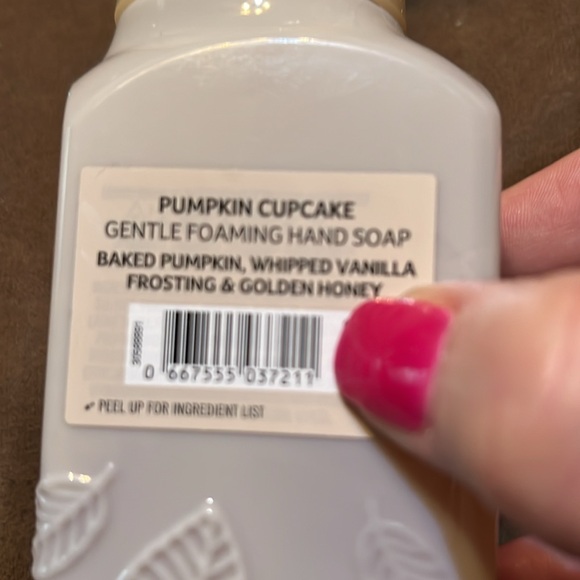 PUMPKIN CUPCAKE
GENTLE FOAMING HAND SOAP
BAKED PUMPKIN, WHIPPED VANILLA
FROSTING & GOLDEN HONEY
0 667555 037211
PEEL UP FOR INGREDIENT LIST